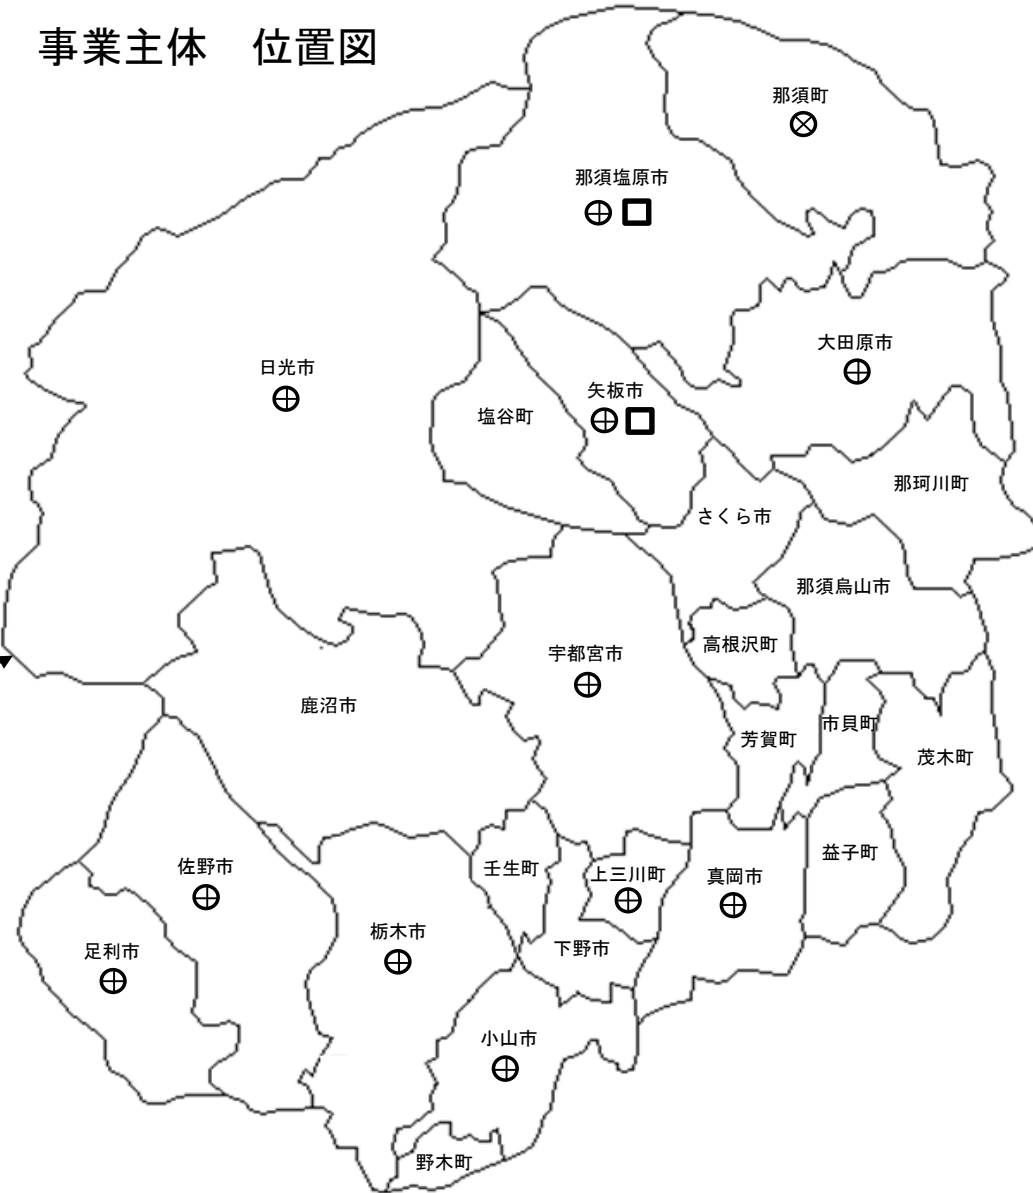 事業主体　位置図
那須町
那須塩原市
大田原市
日光市
矢板市
塩谷町
那珂川町
さくら市
那須烏山市
高根沢町
宇都宮市
鹿沼市
市貝町
芳賀町
茂木町
益子町
佐野市
壬生町
上三川町
真岡市
栃木市
下野市
足利市
小山市
野木町